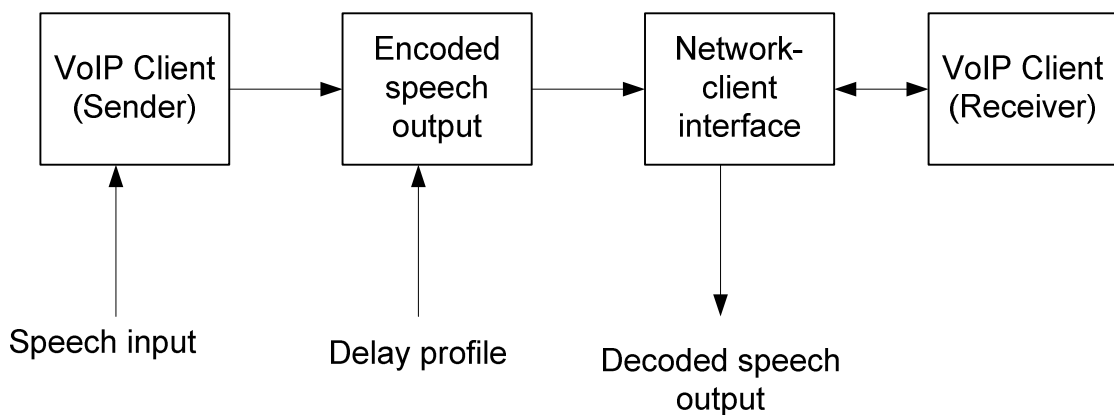 VoIP Client
(Sender)
Encoded
speech
output
Network-
client
interface
VoIP Client
(Receiver)
Speech input
Delay profile
Decoded speech
output